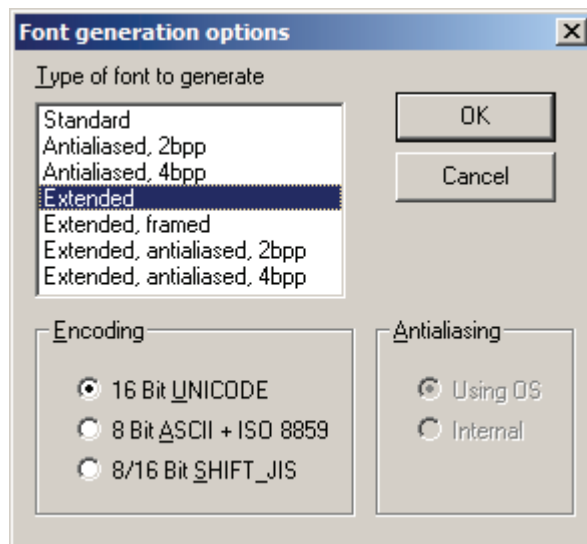 Font generation options
Type of font to generate
Standard
Antialiased, 2bpp
Antialiased, 4bpp
Extended
Extended, framed
Extended, antialiased, 2bpp
Extended, antialiased, 4bpp
OK
Cancel
Encoding
16 Bit UNICODE
8 Bit ASCII + ISO 8859
8/16 Bit SHIFT_JIS
Antialiasing
Using OS
Internal